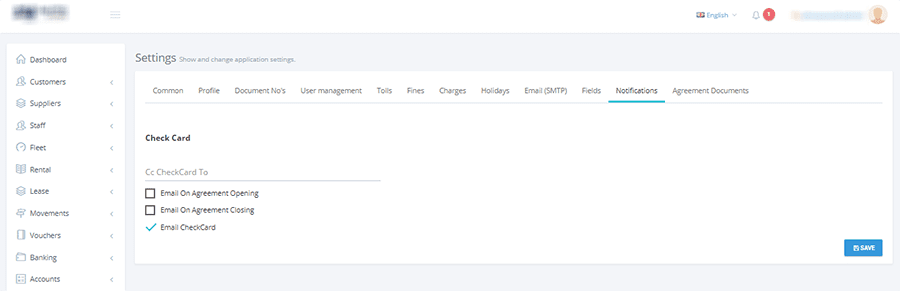 English
3
Dashboard
Customers
Suppliers
Staff
Fleet
Rental
Lease
Movements
Vouchers
Banking
Accounts
Settings Show and change application settings.
Common Profile Document No's User management Tolls Fines Charges Holidays Email (SMTP) Fields Notifications Agreement Documents
Check Card
Cc CheckCard To
Email On Agreement Opening
Email On Agreement Closing
Email CheckCard
SAVE